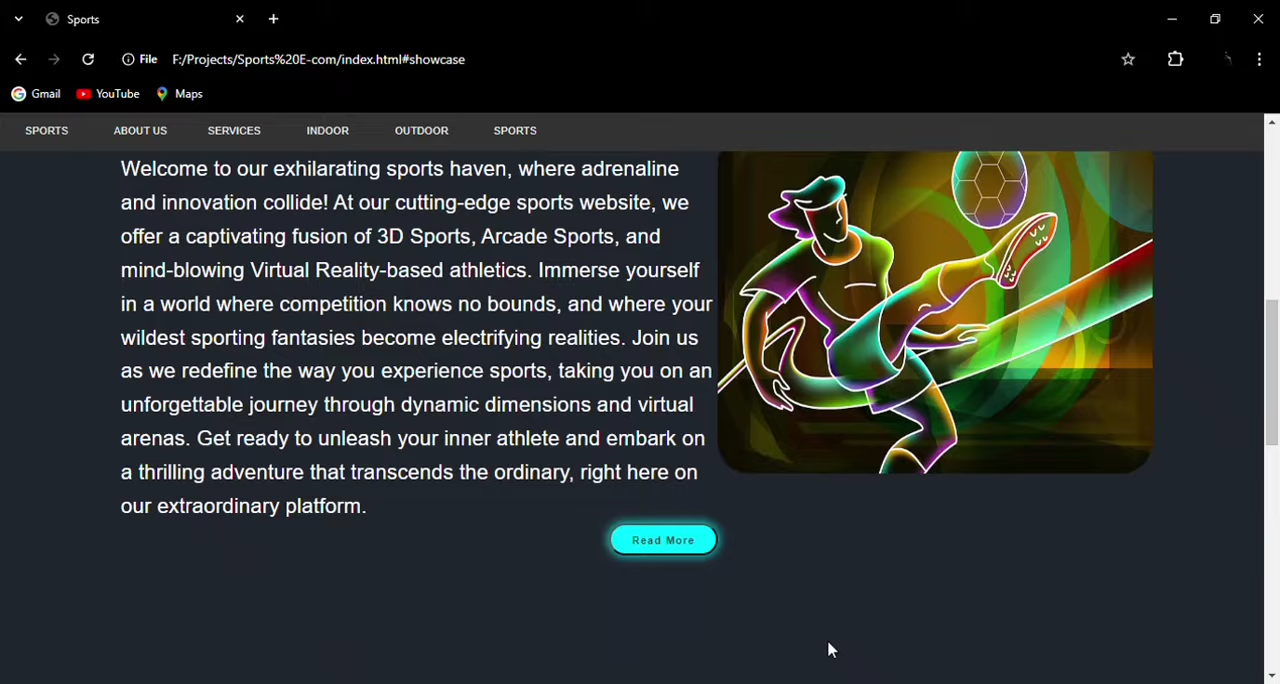 Sports
File F:/Projects/Sports%20E-com/index.html#showcase
Gmail YouTube Maps
SPORTS ABOUT US SERVICES INDOOR OUTDOOR SPORTS
Welcome to our exhilarating sports haven, where adrenaline
and innovation collide! At our cutting-edge sports website, we
offer a captivating fusion of 3D Sports, Arcade Sports, and
mind-blowing Virtual Reality-based athletics. Immerse yourself
in a world where competition knows no bounds, and where your
wildest sporting fantasies become electrifying realities. Join us
as we redefine the way you experience sports, taking you on an
unforgettable journey through dynamic dimensions and virtual
arenas. Get ready to unleash your inner athlete and embark on
a thrilling adventure that transcends the ordinary, right here on
our extraordinary platform.
Read More